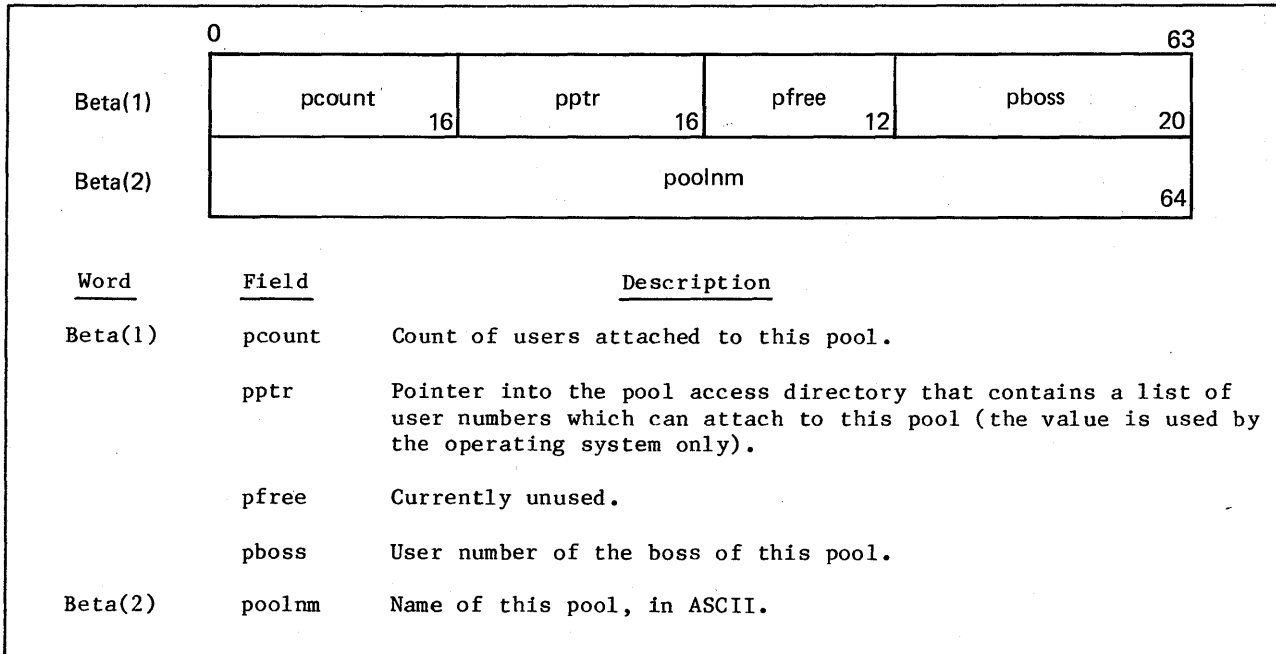 0 63
Beta(1) pcount 16 pptr 16 pfree 12 pboss 20
Beta(2) poolnm 64
Word Field Description
Beta(1) pcount Count of users attached to this pool.
pptr Pointer into the pool access directory that contains a list of
user numbers which can attach to this pool (the value is used by
the operating system only).
pfree Currently unused.
pboss User number of the boss of this pool.
Beta(2) poolnm Name of this pool, in ASCII.